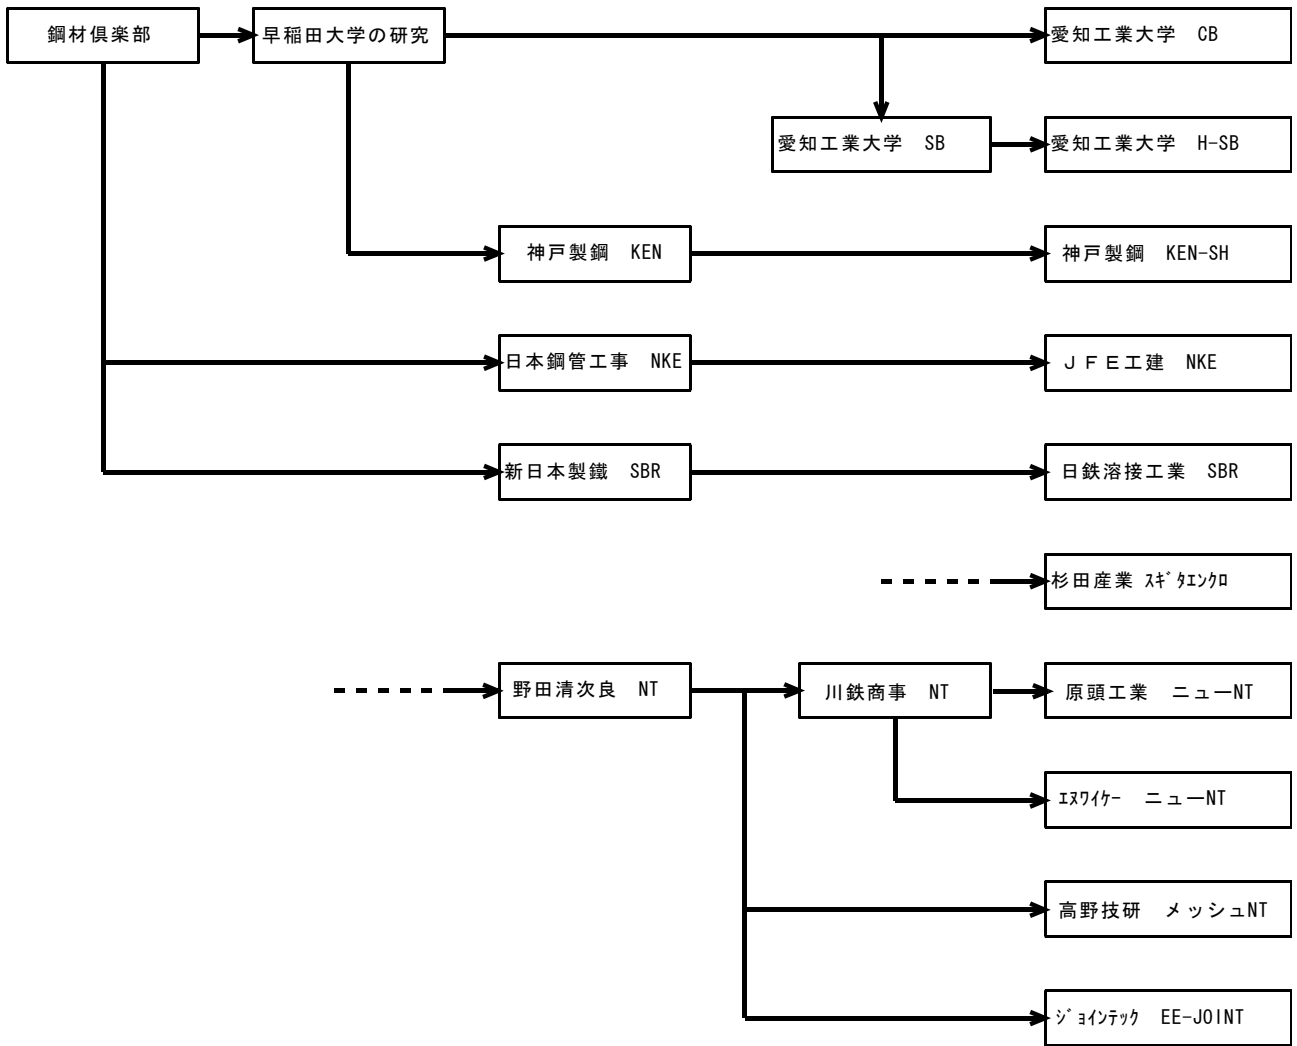 鋼材倶楽部
早稲田大学の研究
愛知工業大学　CB
愛知工業大学　SB
愛知工業大学　H-SB
神戸製鋼　KEN
神戸製鋼　KEN-SH
日本鋼管工事　NKE
ＪＦＥ工建　NKE
新日本製鐵　SBR
日鉄溶接工業　SBR
杉田産業 ｽｷﾞﾀｴﾝｸﾛ
野田清次良　NT
川鉄商事　NT
原頭工業　ニューNT
ｴﾇﾜｲｹｰ　ニューNT
高野技研　メッシュNT
ｼﾞｮｲﾝﾃｯｸ　EE-JOINT